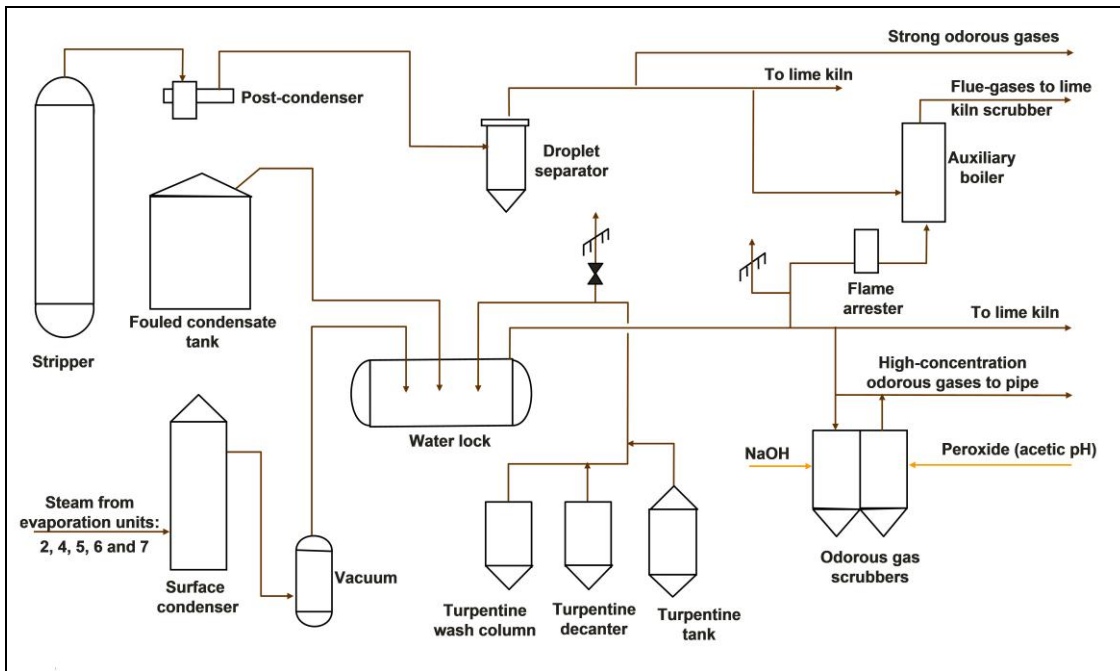 Strong odorous gases
To lime kiln
Flue-gases to lime
kiln scrubber
Post-condenser
Droplet
separator
Auxiliary
boiler
Flame
arrester
Fouled condensate
tank
Stripper
To lime kiln
High-concentration
odorous gases to pipe
Water lock
NaOH
Peroxide (acetic pH)
Steam from
evaporation units:
2, 4, 5, 6 and 7
Surface
condenser
Vacuum
Turpentine
wash column
Turpentine
decanter
Turpentine
tank
Odorous gas
scrubbers